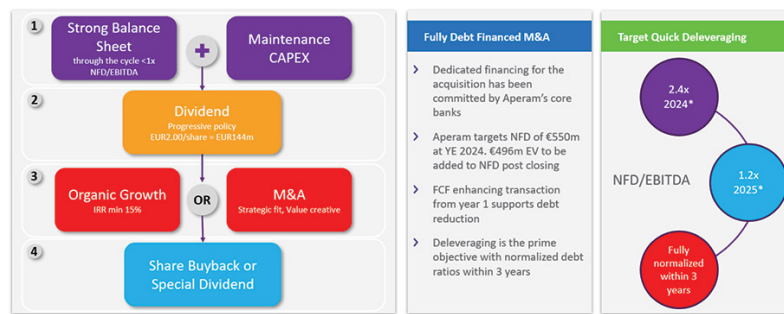 1
Strong Balance
Sheet
through the cycle <1x
NFD/EBITDA
+
Maintenance
CAPEX
2
Dividend
Progressive policy
EUR2.00/share = EUR144m
3
Organic Growth
IRR min 15%
OR
M&A
Strategic fit, Value creative
4
Share Buyback or
Special Dividend
Fully Debt Financed M&A
Dedicated financing for the
acquisition has been
committed by Aperam's core
banks
Aperam targets NFD of €550m
at YE 2024. €496m EV to be
added to NFD post closing
FCF enhancing transaction
from year 1 supports debt
reduction
Deleveraging is the prime
objective with normalized debt
ratios within 3 years
Target Quick Deleveraging
2.4x
2024*
NFD/EBITDA
1.2x
2025*
Fully
normalized
within 3
years